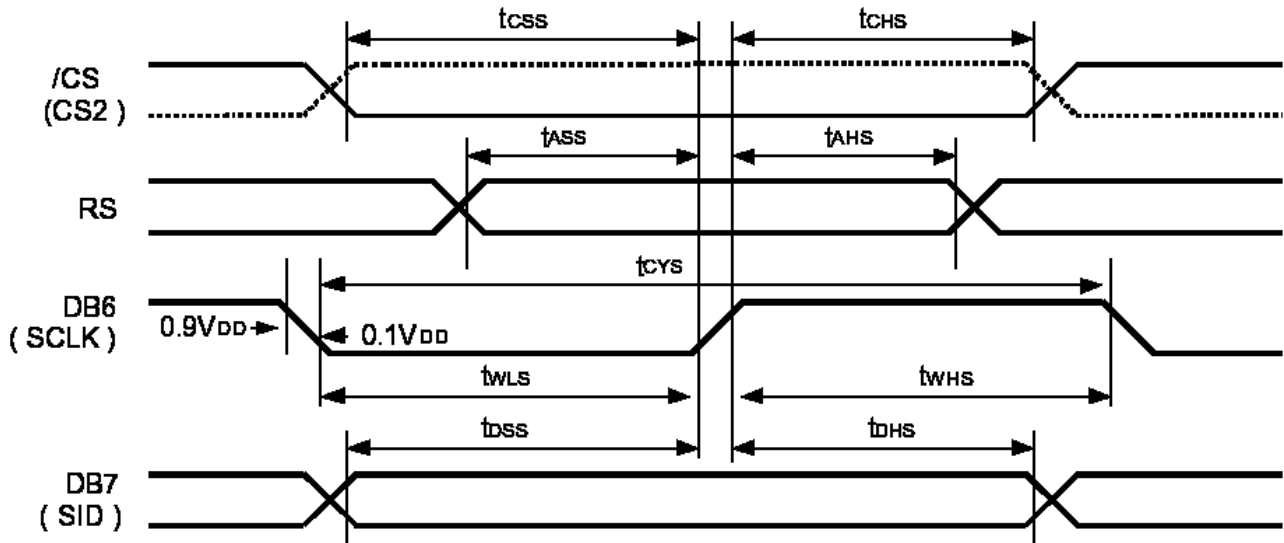 tCSS
tCHS
/CS
(CS2 )
tASS
tAHS
RS
tCYS
DB6
( SCLK)
0.9VDD
0.1VDD
tWLS
tWHS
tDSS
tDHS
DB7
( SID )